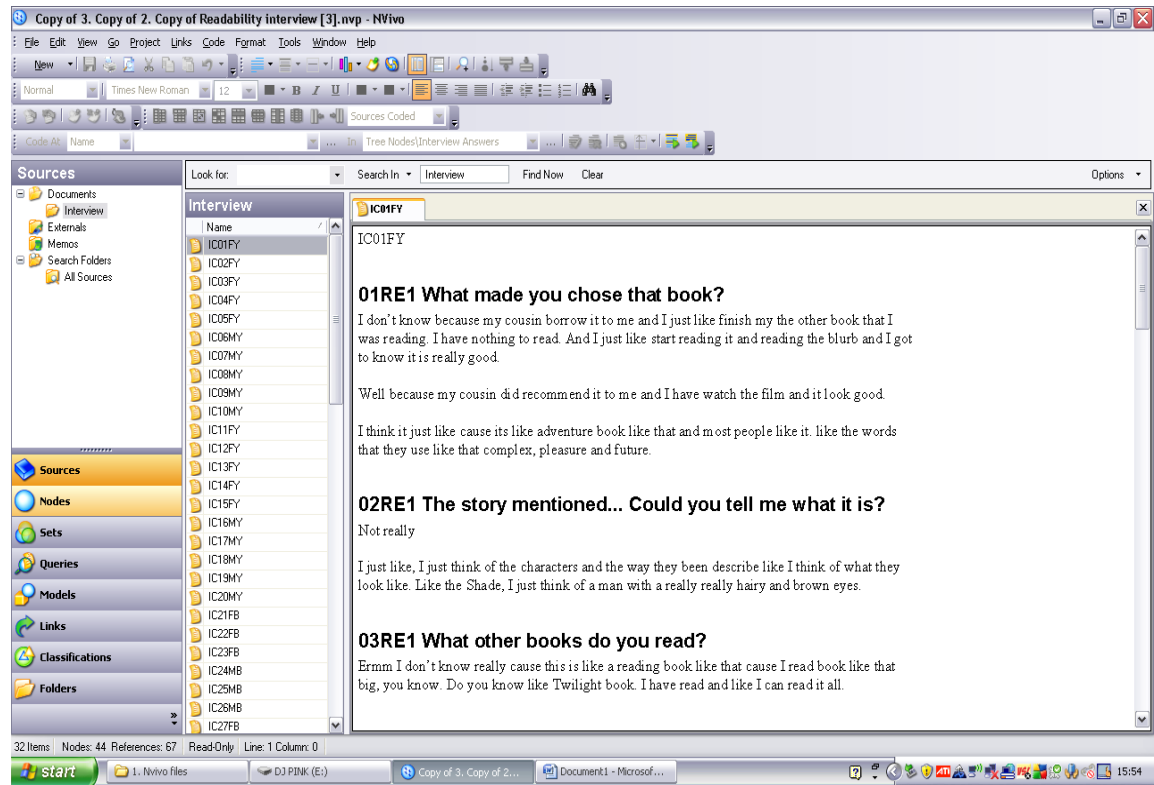 Copy of 3. Copy of 2. Copy of Readability interview [3].nvp - NVivo
File Edit View Go Project Links Code Format Tools Window Help
New
Normal Times New Roman 12 B I U
Sources Coded
Code At Name ... In Tree Nodes\Interview Answers ...
Sources
Documents
Interview
Externals
Memos
Search Folders
All Sources
Sources
Nodes
Sets
Queries
Models
Links
Classifications
Folders
Look for: Search In Interview Find Now Clear Options
Interview
Name
IC01FY
IC02FY
IC03FY
IC04FY
IC05FY
IC06MY
IC07MY
IC08MY
IC09MY
IC10MY
IC11FY
IC12FY
IC13FY
IC14FY
IC15FY
IC16MY
IC17MY
IC18MY
IC19MY
IC20MY
IC21FB
IC22FB
IC23FB
IC24MB
IC25MB
IC26MB
IC27FB
IC01FY
IC01FY
01RE1 What made you chose that book?
I don't know because my cousin borrow it to me and I just like finish my the other book that I
was reading. I have nothing to read. And I just like start reading it and reading the blurb and I got
to know it is really good.
Well because my cousin did recommend it to me and I have watch the film and it look good.
I think it just like cause its like adventure book like that and most people like it. like the words
that they use like that complex, pleasure and future.
02RE1 The story mentioned... Could you tell me what it is?
Not really
I just like, I just think of the characters and the way they been describe like I think of what they
look like. Like the Shade, I just think of a man with a really really hairy and brown eyes.
03RE1 What other books do you read?
Ermm I don't know really cause this is like a reading book like that cause I read book like that
big, you know. Do you know like Twilight book. I have read and like I can read it all.
32 Items Nodes: 44 References: 67 Read-Only Line: 1 Column: 0
start 1. Nvivo files DJ PINK (E:) Copy of 3. Copy of 2... Document1 - Microsof... 15:54